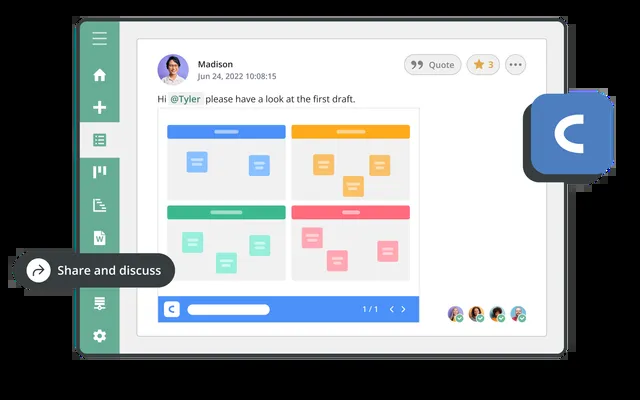 Madison
Jun 24, 2022 10:08:15
Quote
3
Hi @Tyler please have a look at the first draft.
W
Share and discuss
1 / 1